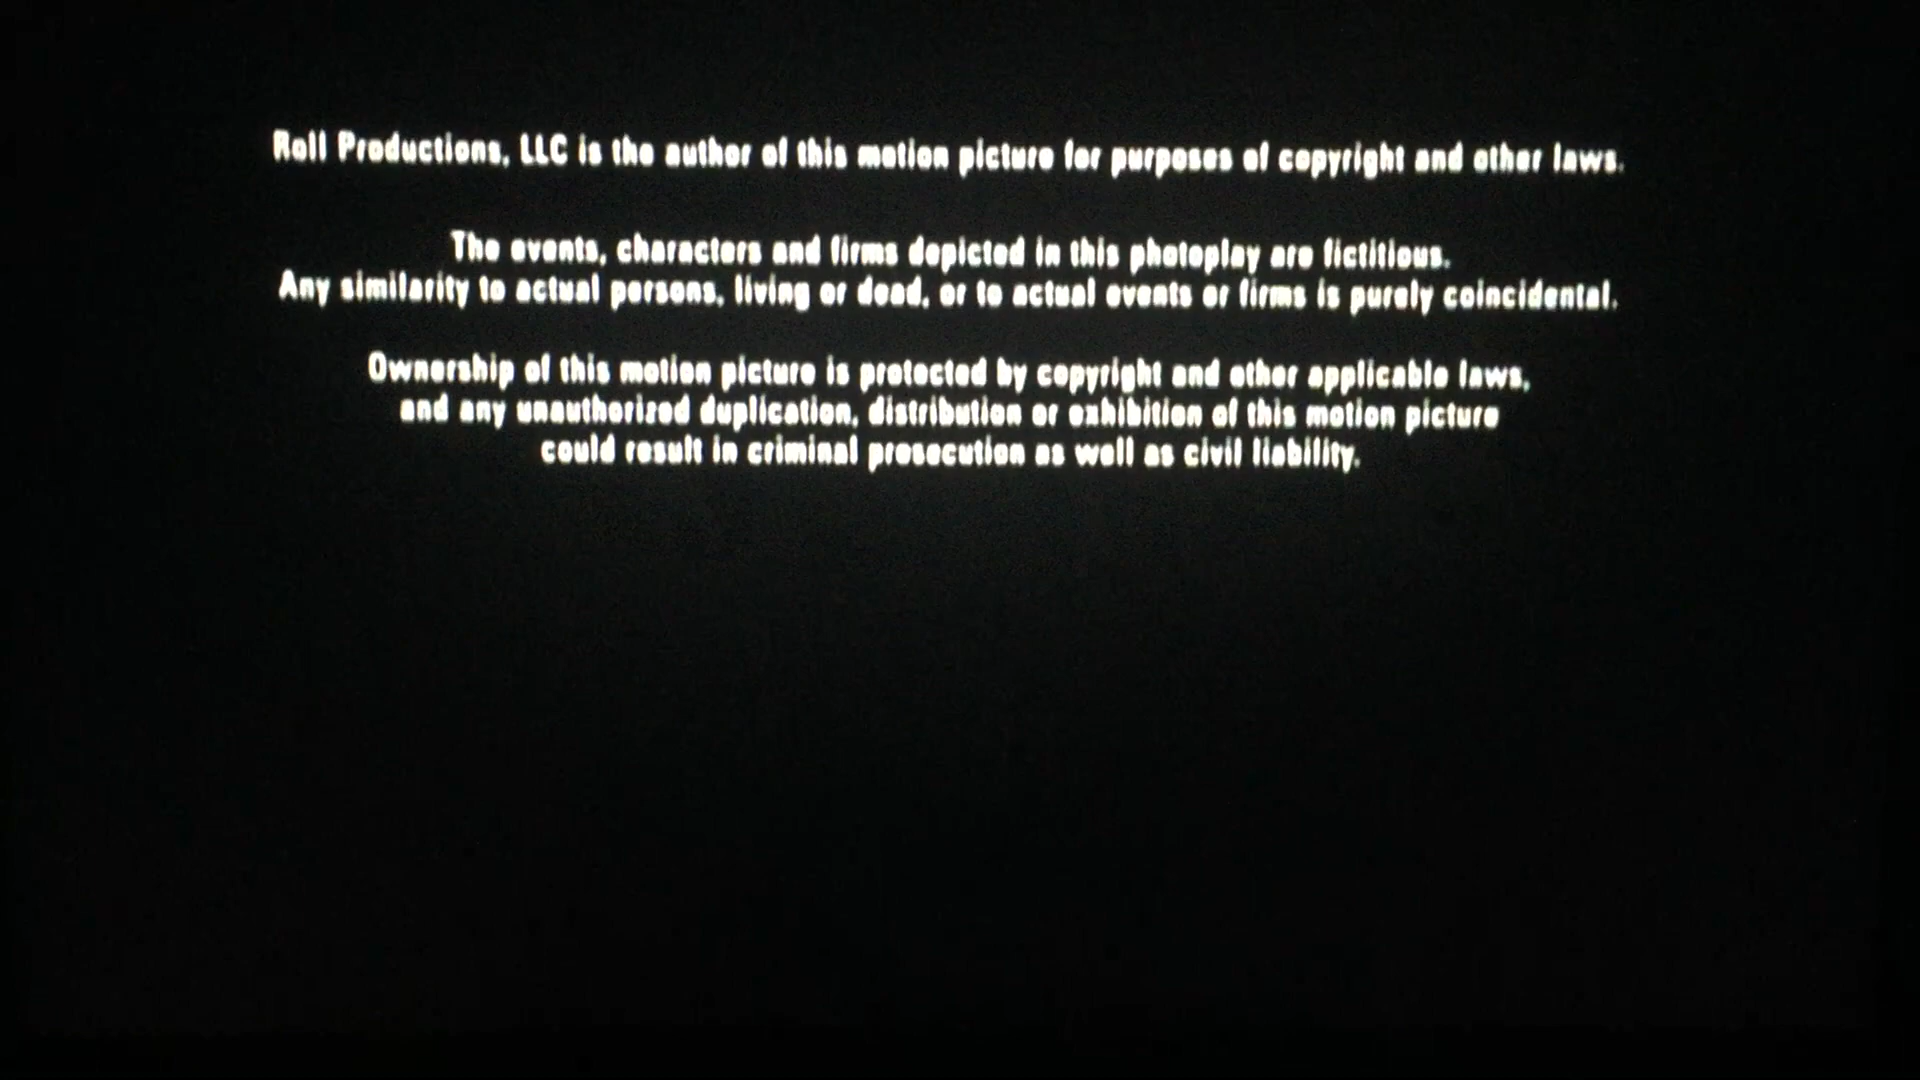 Roll Productions, LLC is the author of this motion picture for purposes of copyright and other laws.
The events, characters and firms depicted in this photoplay are fictitious.
Any similarity to actual persons, living or dead, or to actual events or firms is purely coincidental.
Ownership of this motion picture is protected by copyright and other applicable laws,
and any unauthorized duplication, distribution or exhibition of this motion picture
could result in criminal prosecution as well as civil liability.